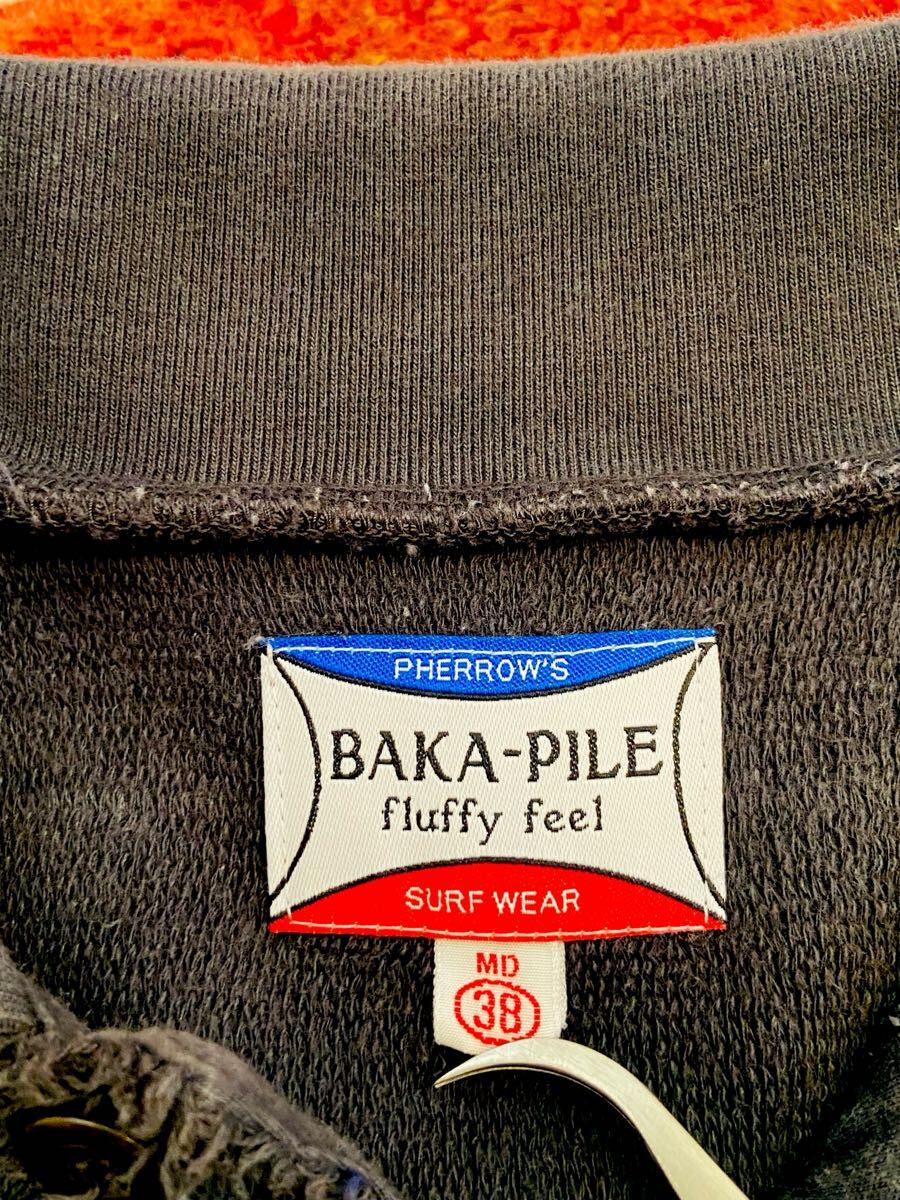 PHERROW'S
BAKA-PILE
fluffy feel
SURF WEAR
MD
38